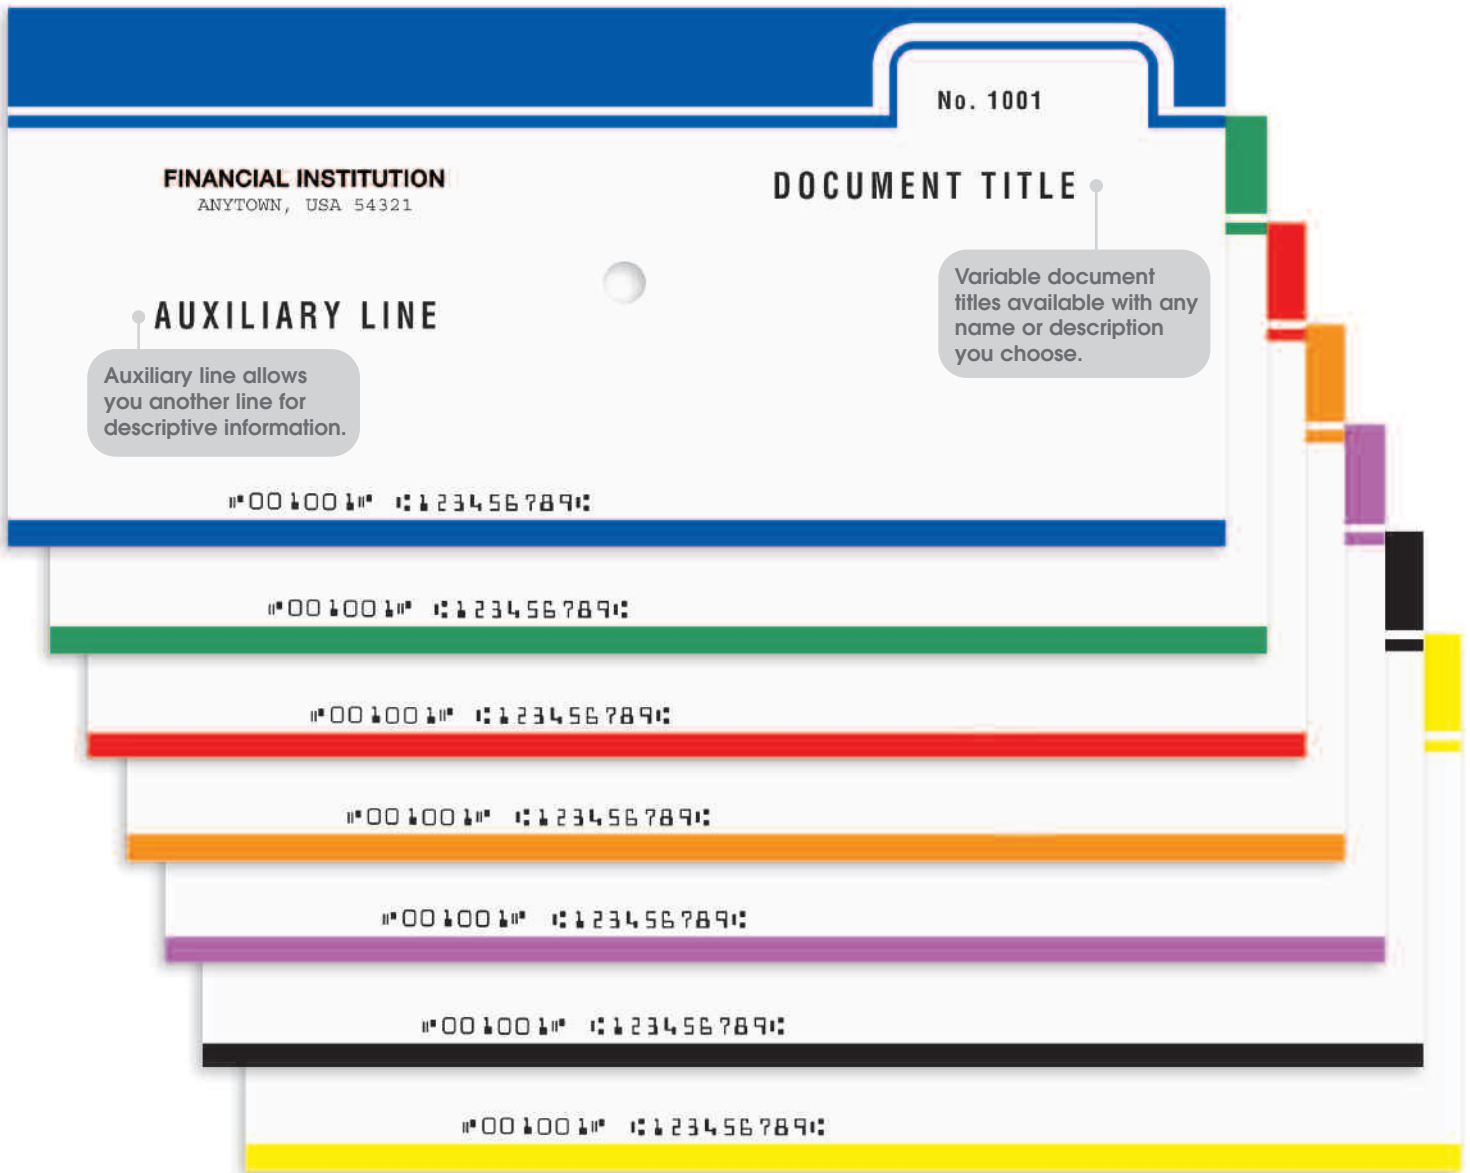 No. 1001
FINANCIAL INSTITUTION
ANYTOWN, USA 54321
DOCUMENT TITLE
Variable document
titles available with any
name or description
you choose.
AUXILIARY LINE
Auxiliary line allows
you another line for
descriptive information.
⑈001001⑈ ⑆123456789⑆
⑈001001⑈ ⑆123456789⑆
⑈001001⑈ ⑆123456789⑆
⑈001001⑈ ⑆123456789⑆
⑈001001⑈ ⑆123456789⑆
⑈001001⑈ ⑆123456789⑆
⑈001001⑈ ⑆123456789⑆